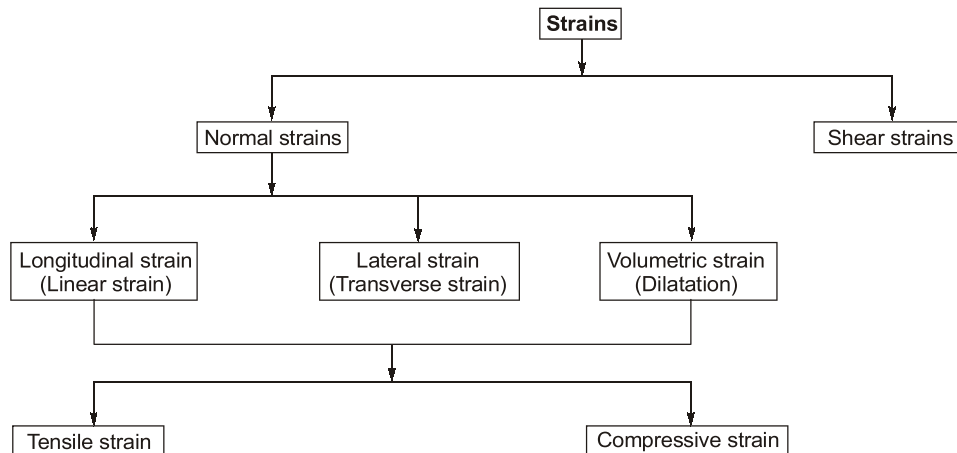 Strains
Normal strains
Shear strains
Longitudinal strain
(Linear strain)
Lateral strain
(Transverse strain)
Volumetric strain
(Dilatation)
Tensile strain
Compressive strain